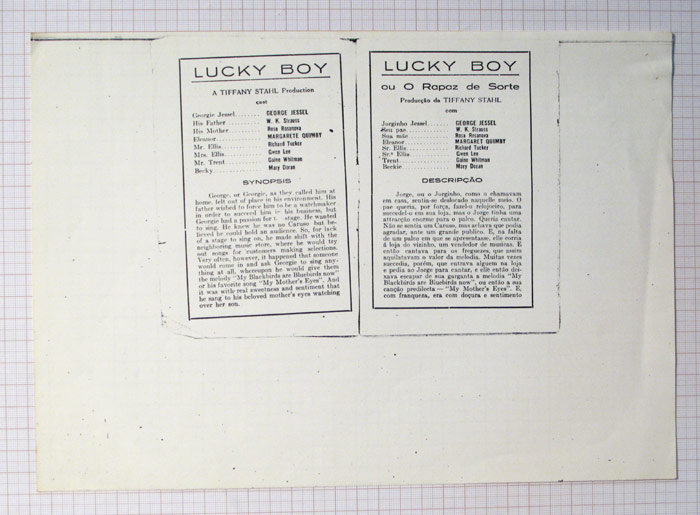 LUCKY BOY
A TIFFANY STAHL Production
cast
Georgie Jessel........ GEORGE JESSEL
His Father........ W. K. Strauss
His Mother........ Rosa Rosanova
Eleanor........ MARGARETE QUIMBY
Mr. Ellis........ Richard Tucker
Mrs. Ellis........ Gwen Lee
Mr. Trent........ Gaine Whitman
Becky........ Mary Doran
SYNOPSIS
George, or Georgie, as they called him at
home, felt out of place in his environment. His
father wished to force him to be a watchmaker
in order to succeed him in his business, but
Georgie had a passion for t stage. He wanted
to sing. He knew he was no Caruso but be-
lieved he could hold an audience. So, for lack
of a stage to sing on, he made shift with the
neighboring music store, where he would try
out songs for customers making selections.
Very often, however, it happened that someone
would come in and ask Georgie to sing any-
thing at all, whereupon he would give them
the melody "My Blackbirds are Bluebirds now"
or his favorite song "My Mother's Eyes". And
it was with real sweetness and sentiment that
he sang to his beloved mother's eyes watching
over her son.
LUCKY BOY
ou O Rapaz de Sorte
Producção da TIFFANY STAHL
com
Jorginho Jessel........ GEORGE JESSEL
Seu pae........ W. K. Strauss
Sua mãe........ Rosa Rosanova
Eleanor........ MARGARETE QUIMBY
Sr. Ellis........ Richard Tucker
Sr.ª Ellis........ Gwen Lee
Trent........ Gaine Whitman
Beckie........ Mary Doran
DESCRIPÇÃO
Jorge, ou o Jorginho, como o chamavam
em casa, sentia-se deslocado naquelle meio. O
pae queria, por força, fazel-o relojoeiro, para
succedel-o em sua loja, mas o Jorge tinha uma
attracção enorme para o palco. Queria cantar.
Não se sentia um Caruso, mas achava que podia
agradar, ante um grande publico. E, na falta
de um palco em que se apresentasse, elle corria
á loja do vizinho, um vendedor de musicas. E
então cantava para os freguezes, que assim
aquilatavam o valor da melodia. Muitas vezes
succedia, porém, que entrava alguem na loja
e pedia ao Jorge para cantar, e elle então dei-
xava escapar de sua garganta a melodia "My
Blackbirds are Bluebirds now", ou então a sua
canção predilecta — "My Mother's Eyes". E,
com franqueza, era com doçura e sentimento